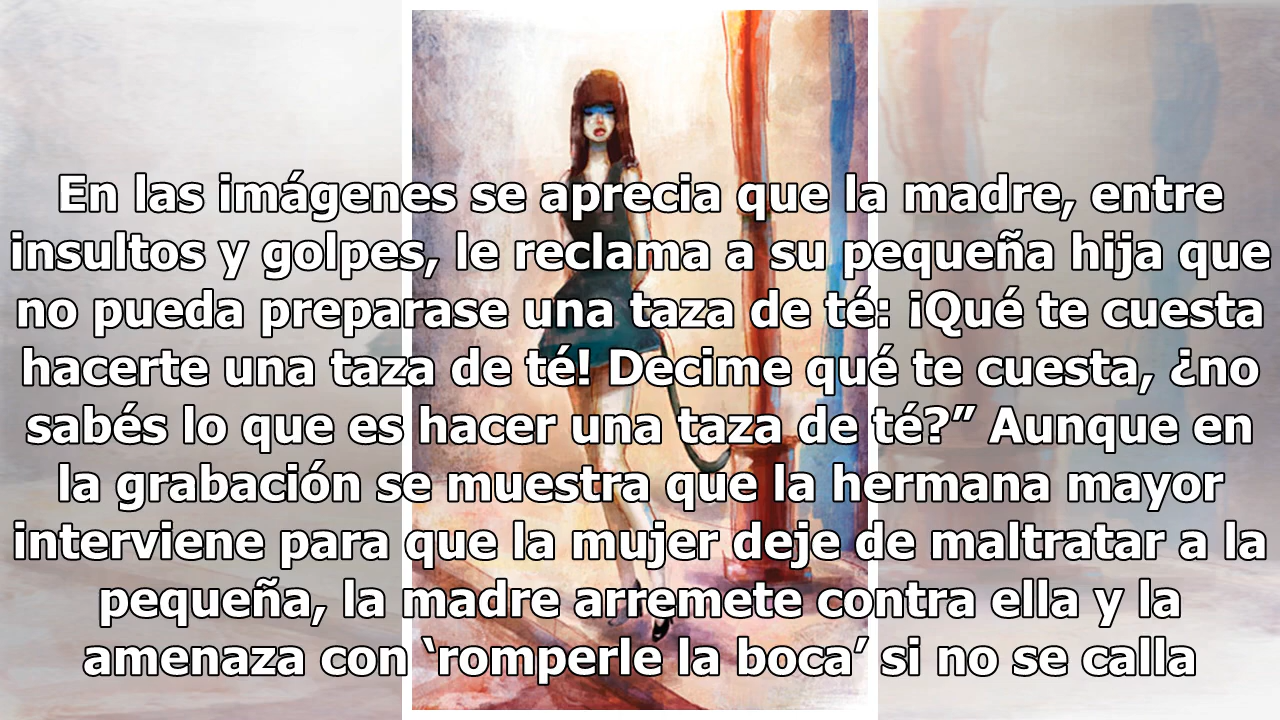 En las imágenes se aprecia que la madre, entre
insultos y golpes, le reclama a su pequeña hija que
no pueda preparase una taza de té: ¡Qué te cuesta
hacerte una taza de té! Decime qué te cuesta, ¿no
sabés lo que es hacer una taza de té?” Aunque en
la grabación se muestra que la hermana mayor
interviene para que la mujer deje de maltratar a la
pequeña, la madre arremete contra ella y la
amenaza con ‘romperle la boca’ si no se calla